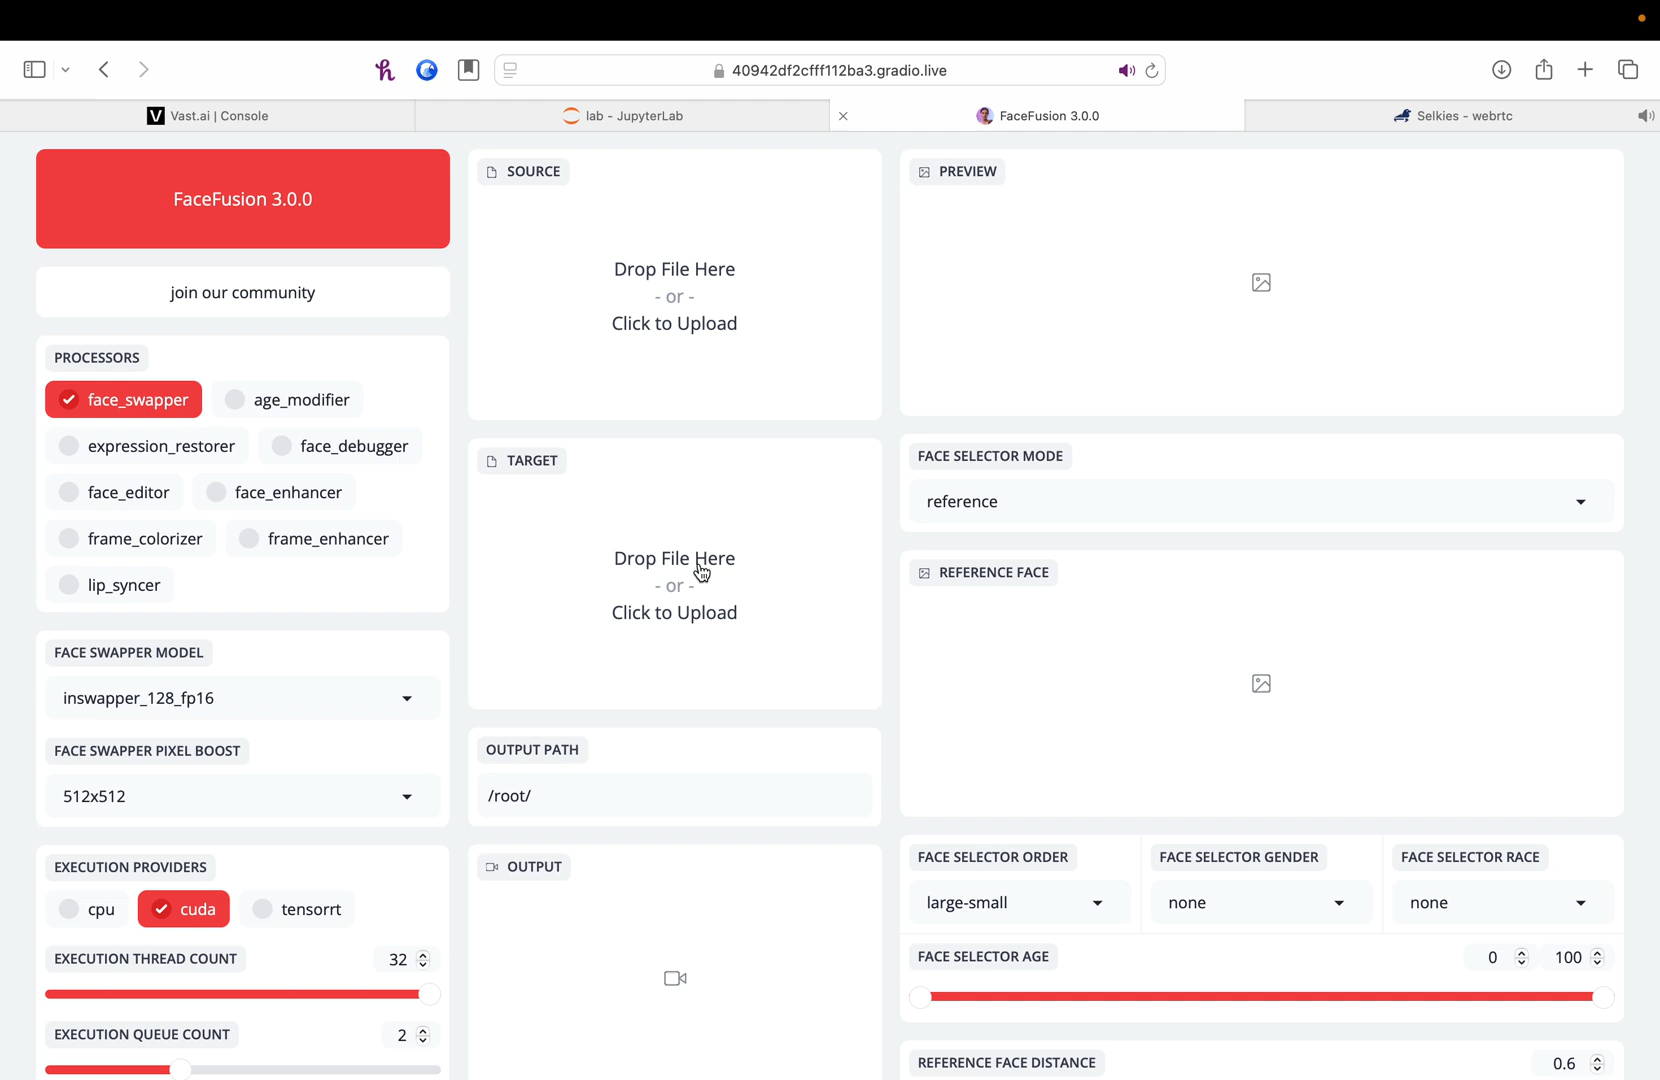 40942df2cfff112ba3.gradio.live
Vast.ai | Console
lab - JupyterLab
FaceFusion 3.0.0
Selkies - webrtc
FaceFusion 3.0.0
join our community
PROCESSORS
face_swapper
age_modifier
expression_restorer
face_debugger
face_editor
face_enhancer
frame_colorizer
frame_enhancer
lip_syncer
FACE SWAPPER MODEL
inswapper_128_fp16
FACE SWAPPER PIXEL BOOST
512x512
EXECUTION PROVIDERS
cpu
cuda
tensorrt
EXECUTION THREAD COUNT
32
EXECUTION QUEUE COUNT
2
SOURCE
Drop File Here
- or -
Click to Upload
TARGET
Drop File Here
- or -
Click to Upload
OUTPUT PATH
/root/
OUTPUT
PREVIEW
FACE SELECTOR MODE
reference
REFERENCE FACE
FACE SELECTOR ORDER
large-small
FACE SELECTOR GENDER
none
FACE SELECTOR RACE
none
FACE SELECTOR AGE
0
100
REFERENCE FACE DISTANCE
0.6